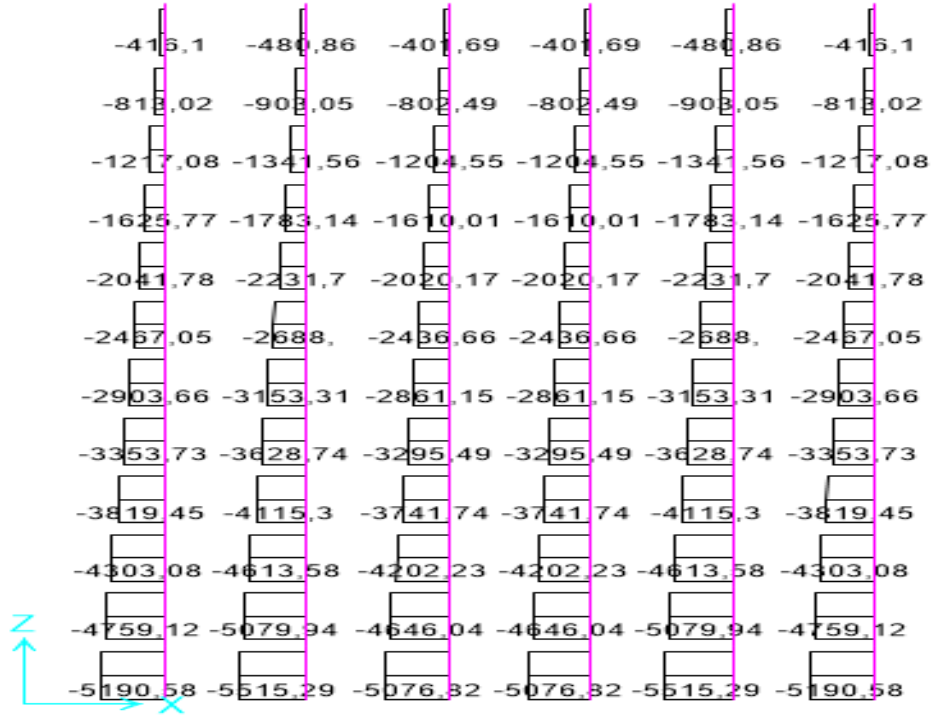 -416,1 -480,86 -401,69 -401,69 -480,86 -416,1
-813,02 -903,05 -802,49 -802,49 -903,05 -813,02
-1217,08 -1341,56 -1204,55 -1204,55 -1341,56 -1217,08
-1625,77 -1783,14 -1610,01 -1610,01 -1783,14 -1625,77
-2041,78 -2231,7 -2020,17 -2020,17 -2231,7 -2041,78
-2467,05 -2688, -2436,66 -2436,66 -2688, -2467,05
-2903,66 -3153,31 -2861,15 -2861,15 -3153,31 -2903,66
-3353,73 -3628,74 -3295,49 -3295,49 -3628,74 -3353,73
-3819,45 -4115,3 -3741,74 -3741,74 -4115,3 -3819,45
-4303,08 -4613,58 -4202,23 -4202,23 -4613,58 -4303,08
Z -4759,12 -5079,94 -4646,04 -4646,04 -5079,94 -4759,12
-5190,58 -5515,29 -5076,82 -5076,82 -5515,29 -5190,58
X